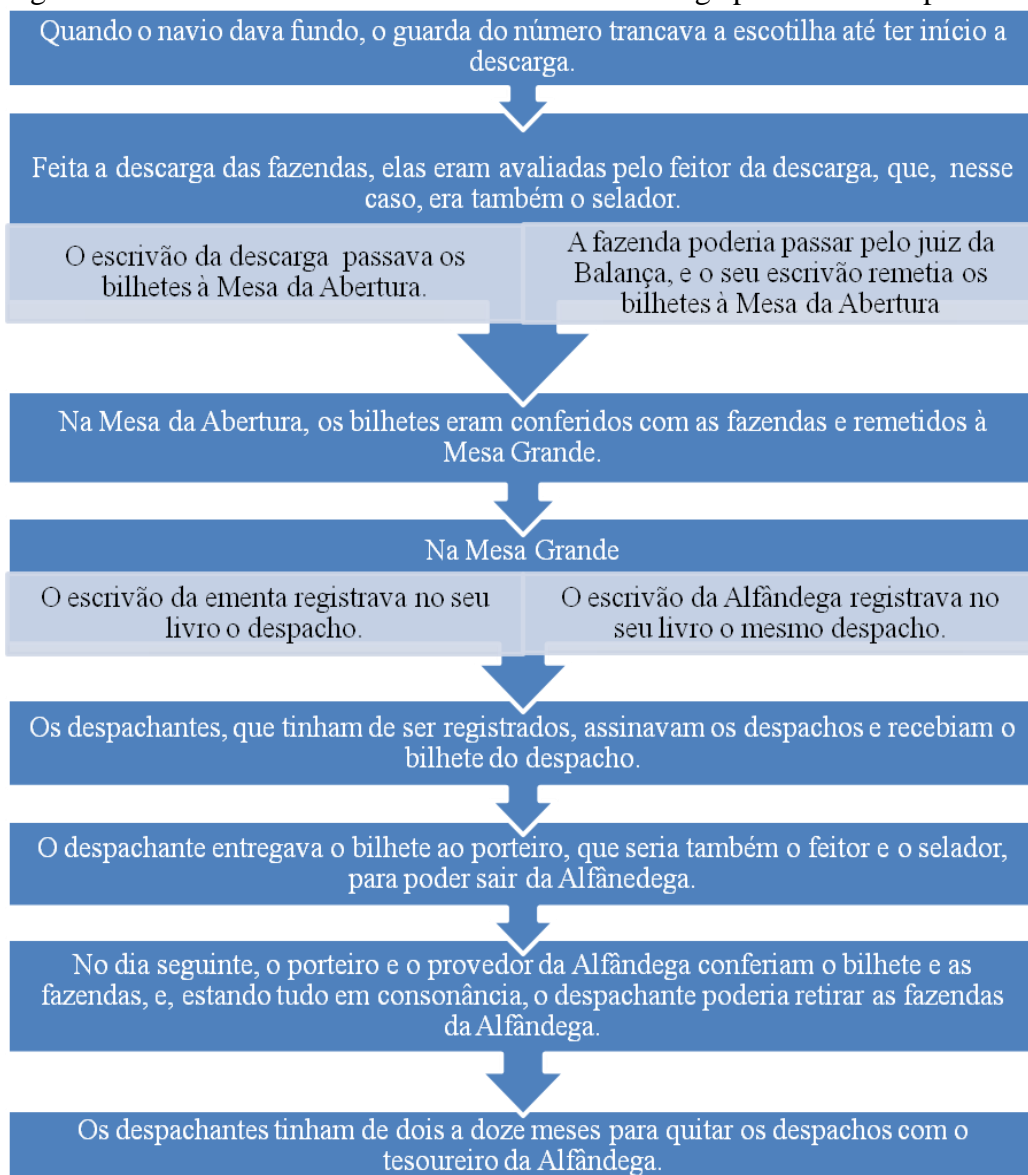 Quando o navio dava fundo, o guarda do número trancava a escotilha até ter início a
descarga.
Feita a descarga das fazendas, elas eram avaliadas pelo feitor da descarga, que, nesse
caso, era também o selador.
O escrivão da descarga passava os
bilhetes à Mesa da Abertura.
A fazenda poderia passar pelo juiz da
Balança, e o seu escrivão remetia os
bilhetes à Mesa da Abertura
Na Mesa da Abertura, os bilhetes eram conferidos com as fazendas e remetidos à
Mesa Grande.
Na Mesa Grande
O escrivão da ementa registrava no seu
livro o despacho.
O escrivão da Alfândega registrava no
seu livro o mesmo despacho.
Os despachantes, que tinham de ser registrados, assinavam os despachos e recebiam o
bilhete do despacho.
O despachante entregava o bilhete ao porteiro, que seria também o feitor e o selador,
para poder sair da Alfânedega.
No dia seguinte, o porteiro e o provedor da Alfândega conferiam o bilhete e as
fazendas, e, estando tudo em consonância, o despachante poderia retirar as fazendas
da Alfândega.
Os despachantes tinham de dois a doze meses para quitar os despachos com o
tesoureiro da Alfândega.